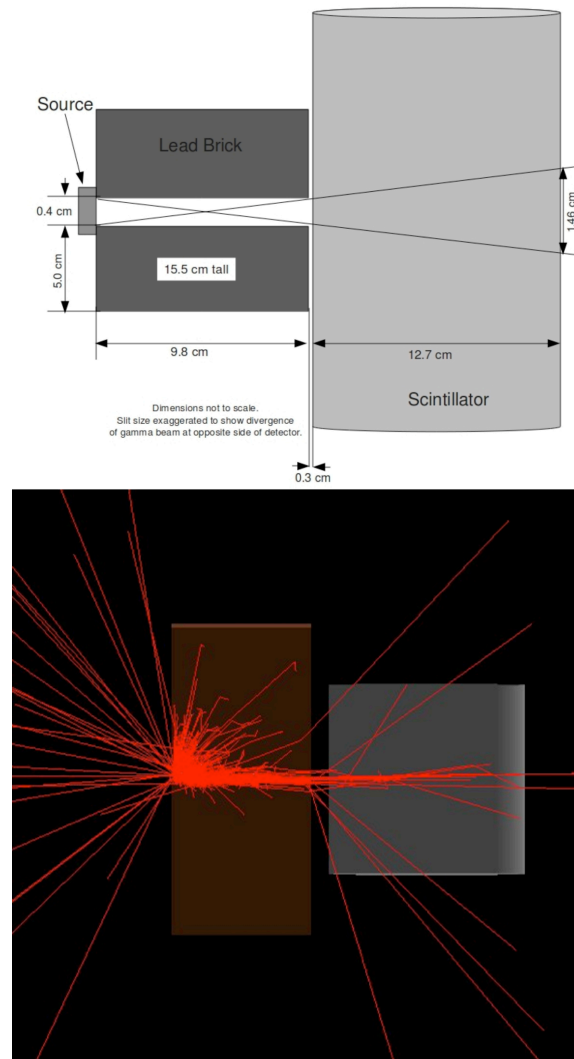 Source
Lead Brick
0.4 cm
5.0 cm
15.5 cm tall
1.46 cm
9.8 cm
12.7 cm
Dimensions not to scale.
Slit size exaggerated to show divergence
of gamma beam at opposite side of detector.
Scintillator
0.3 cm